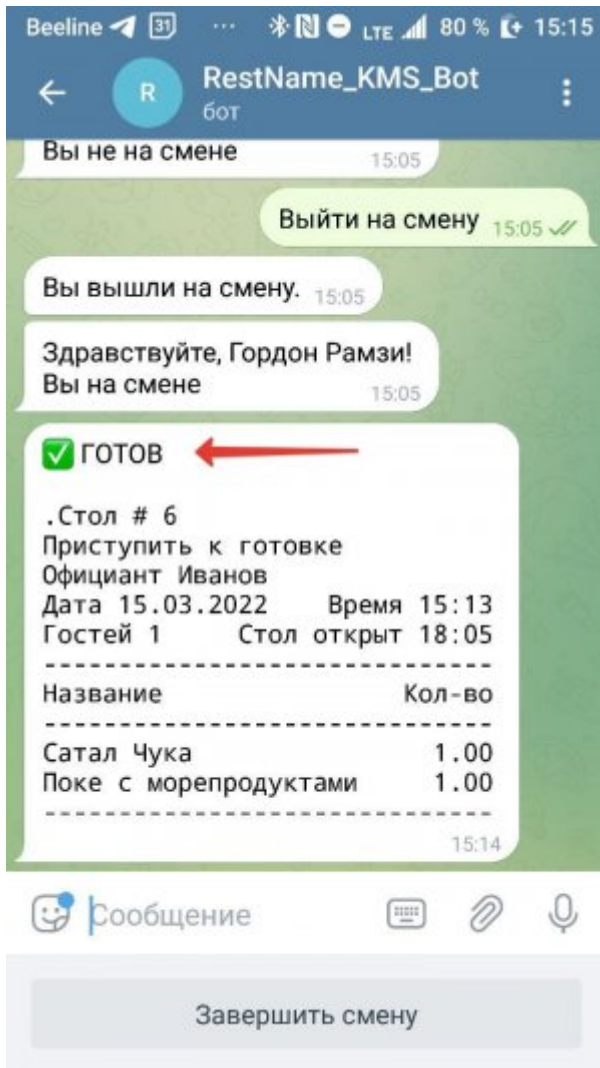 Beeline 31 ... LTE 80 % 15:15
R
RestName_KMS_Bot
бот
Вы не на смене 15:05
Выйти на смену 15:05
Вы вышли на смену. 15:05
Здравствуйте, Гордон Рамзи!
Вы на смене 15:05
✅ ГОТОВ
.Стол # 6
Приступить к готовке
Официант Иванов
Дата 15.03.2022 Время 15:13
Гостей 1 Стол открыт 18:05
------------------------------
Название Кол-во
------------------------------
Сатал Чука 1.00
Поке с морепродуктами 1.00
------------------------------
15:14
Сообщение
Завершить смену